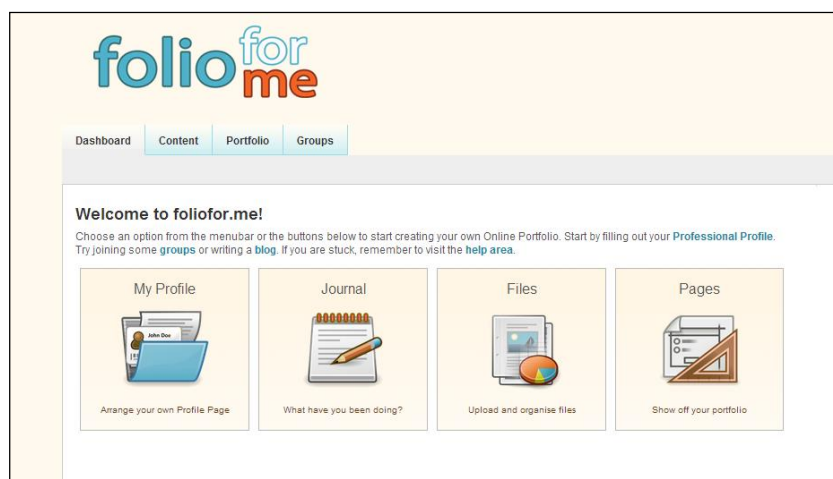 folio for me
Dashboard Content Portfolio Groups
Welcome to foliofor.me!
Choose an option from the menubar or the buttons below to start creating your own Online Portfolio. Start by filling out your Professional Profile.
Try joining some groups or writing a blog. If you are stuck, remember to visit the help area.
My Profile
John Doe
Arrange your own Profile Page
Journal
What have you been doing?
Files
Upload and organise files
Pages
Show off your portfolio